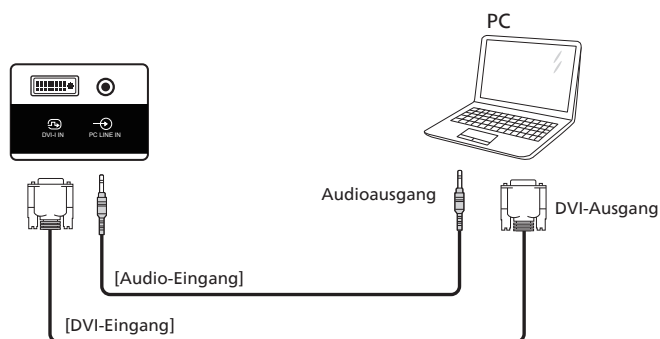 PC
DVI-I IN
PC LINE IN
Audioausgang
DVI-Ausgang
[Audio-Eingang]
[DVI-Eingang]